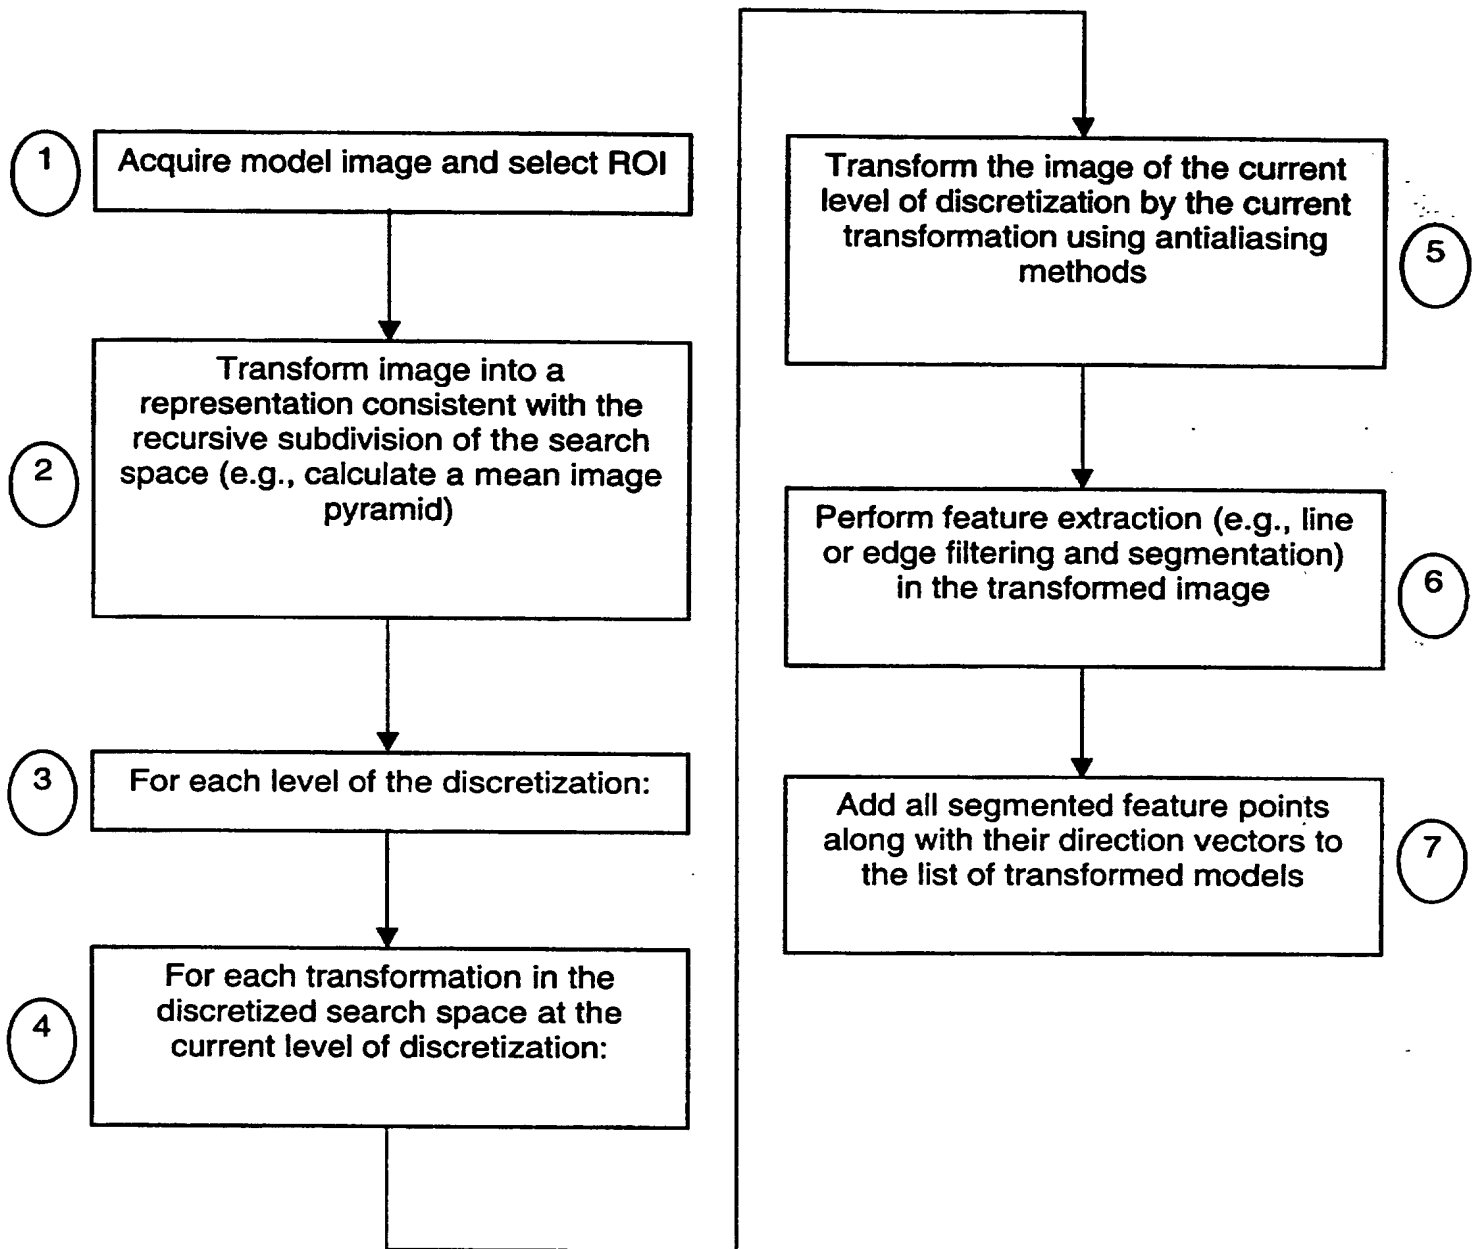 1
Acquire model image and select ROI
2
Transform image into a
representation consistent with the
recursive subdivision of the search
space (e.g., calculate a mean image
pyramid)
3
For each level of the discretization:
4
For each transformation in the
discretized search space at the
current level of discretization:
Transform the image of the current
level of discretization by the current
transformation using antialiasing
methods
5
Perform feature extraction (e.g., line
or edge filtering and segmentation)
in the transformed image
6
Add all segmented feature points
along with their direction vectors to
the list of transformed models
7